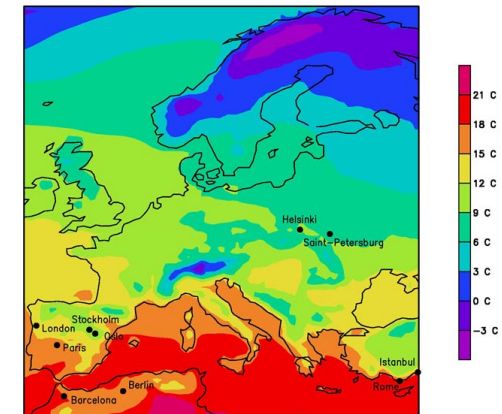 Helsinki
Saint-Petersburg
Stockholm
London
Oslo
Paris
Istanbul
Rome
Berlin
Barcelona
21 C
18 C
15 C
12 C
9 C
6 C
3 C
0 C
-3 C